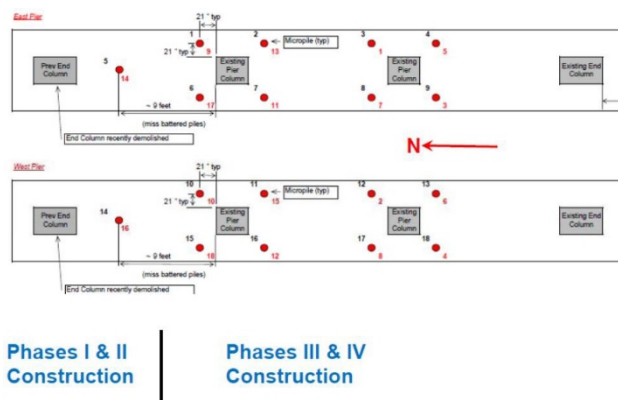 East Pier
21 " typ
1 2 3 4
Micropile (typ)
9 13 1 5
21 " typ
Prev End
Column
5
14
Existing
Pier
Column
Existing
Pier
Column
Existing End
Column
6 7 8 9
17 11 7 3
~ 9 feet
(miss battered piles)
End Column recently demolished
N
West Pier
21 " typ
10 11 12 13
Micropile (typ)
10 15 2 6
21 " typ
Prev End
Column
14
16
Existing
Pier
Column
Existing
Pier
Column
Existing End
Column
15 16 17 18
18 12 8 4
~ 9 feet
(miss battered piles)
End Column recently demolished
Phases I & II
Construction
Phases III & IV
Construction